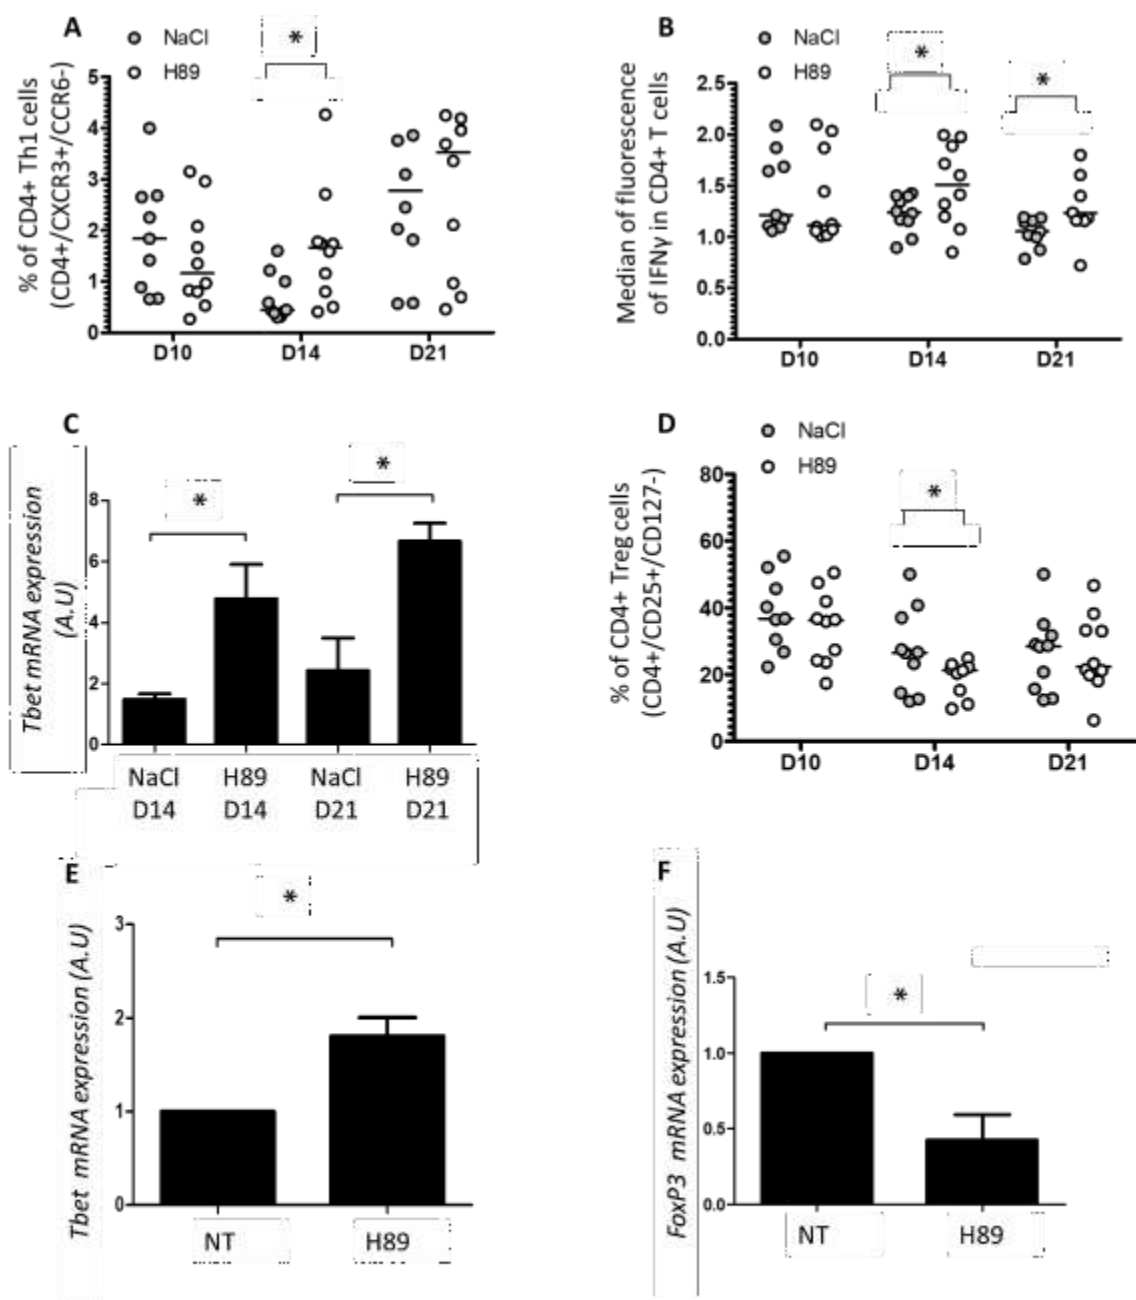 A
NaCl
H89
*
% of CD4+ Th1 cells
(CD4+/CXCR3+/CCR6-)
5
4
3
2
1
0
D10
D14
D21
B
NaCl
H89
*
*
Median of fluorescence
of IFNγ in CD4+ T cells
2.5
2.0
1.5
1.0
0.5
0.0
D10
D14
D21
C
*
*
Tbet mRNA expression
(A.U)
8
6
4
2
0
NaCl
D14
H89
D14
NaCl
D21
H89
D21
D
NaCl
H89
*
% of CD4+ Treg cells
(CD4+/CD25+/CD127-)
80
60
40
20
0
D10
D14
D21
E
*
Tbet mRNA expression (A.U)
3
2
1
0
NT
H89
F
*
FoxP3 mRNA expression (A.U)
1.5
1.0
0.5
0.0
NT
H89